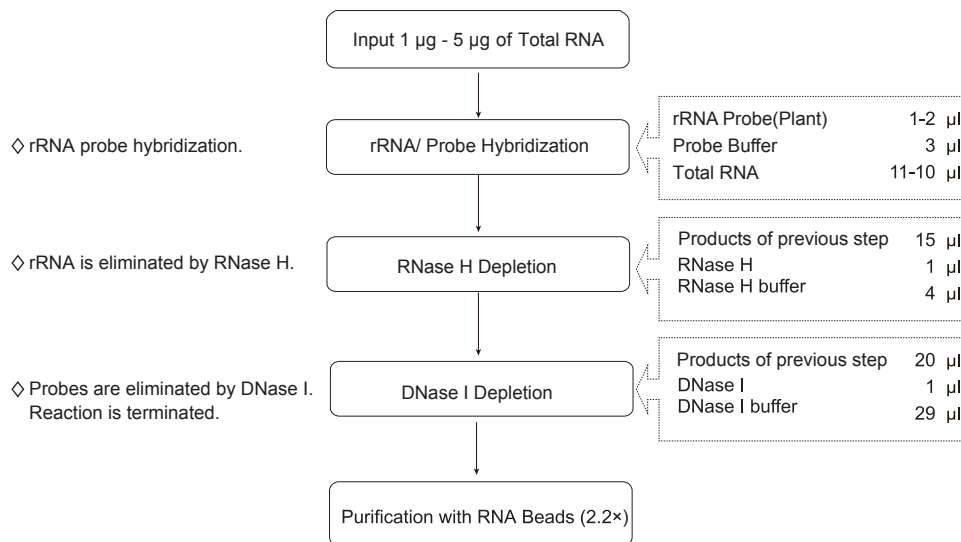 Input 1 µg - 5 µg of Total RNA
◇ rRNA probe hybridization.
rRNA/ Probe Hybridization
rRNA Probe(Plant) 1-2 µl
Probe Buffer 3 µl
Total RNA 11-10 µl
◇ rRNA is eliminated by RNase H.
RNase H Depletion
Products of previous step 15 µl
RNase H 1 µl
RNase H buffer 4 µl
◇ Probes are eliminated by DNase I.
Reaction is terminated.
DNase I Depletion
Products of previous step 20 µl
DNase I 1 µl
DNase I buffer 29 µl
Purification with RNA Beads (2.2×)